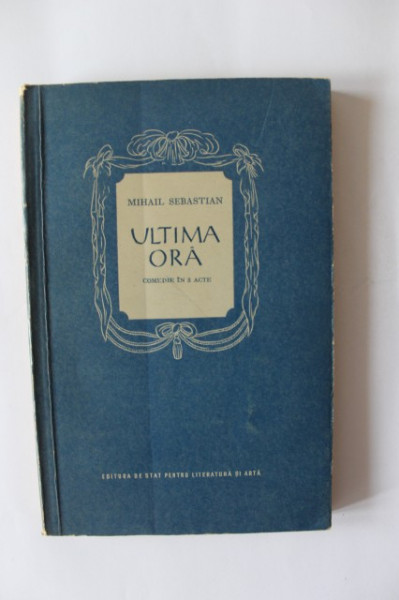 MIHAIL SEBASTIAN
ULTIMA
ORĂ
COMEDIE ÎN 3 ACTE
EDITURA DE STAT PENTRU LITERATURĂ ȘI ARTĂ